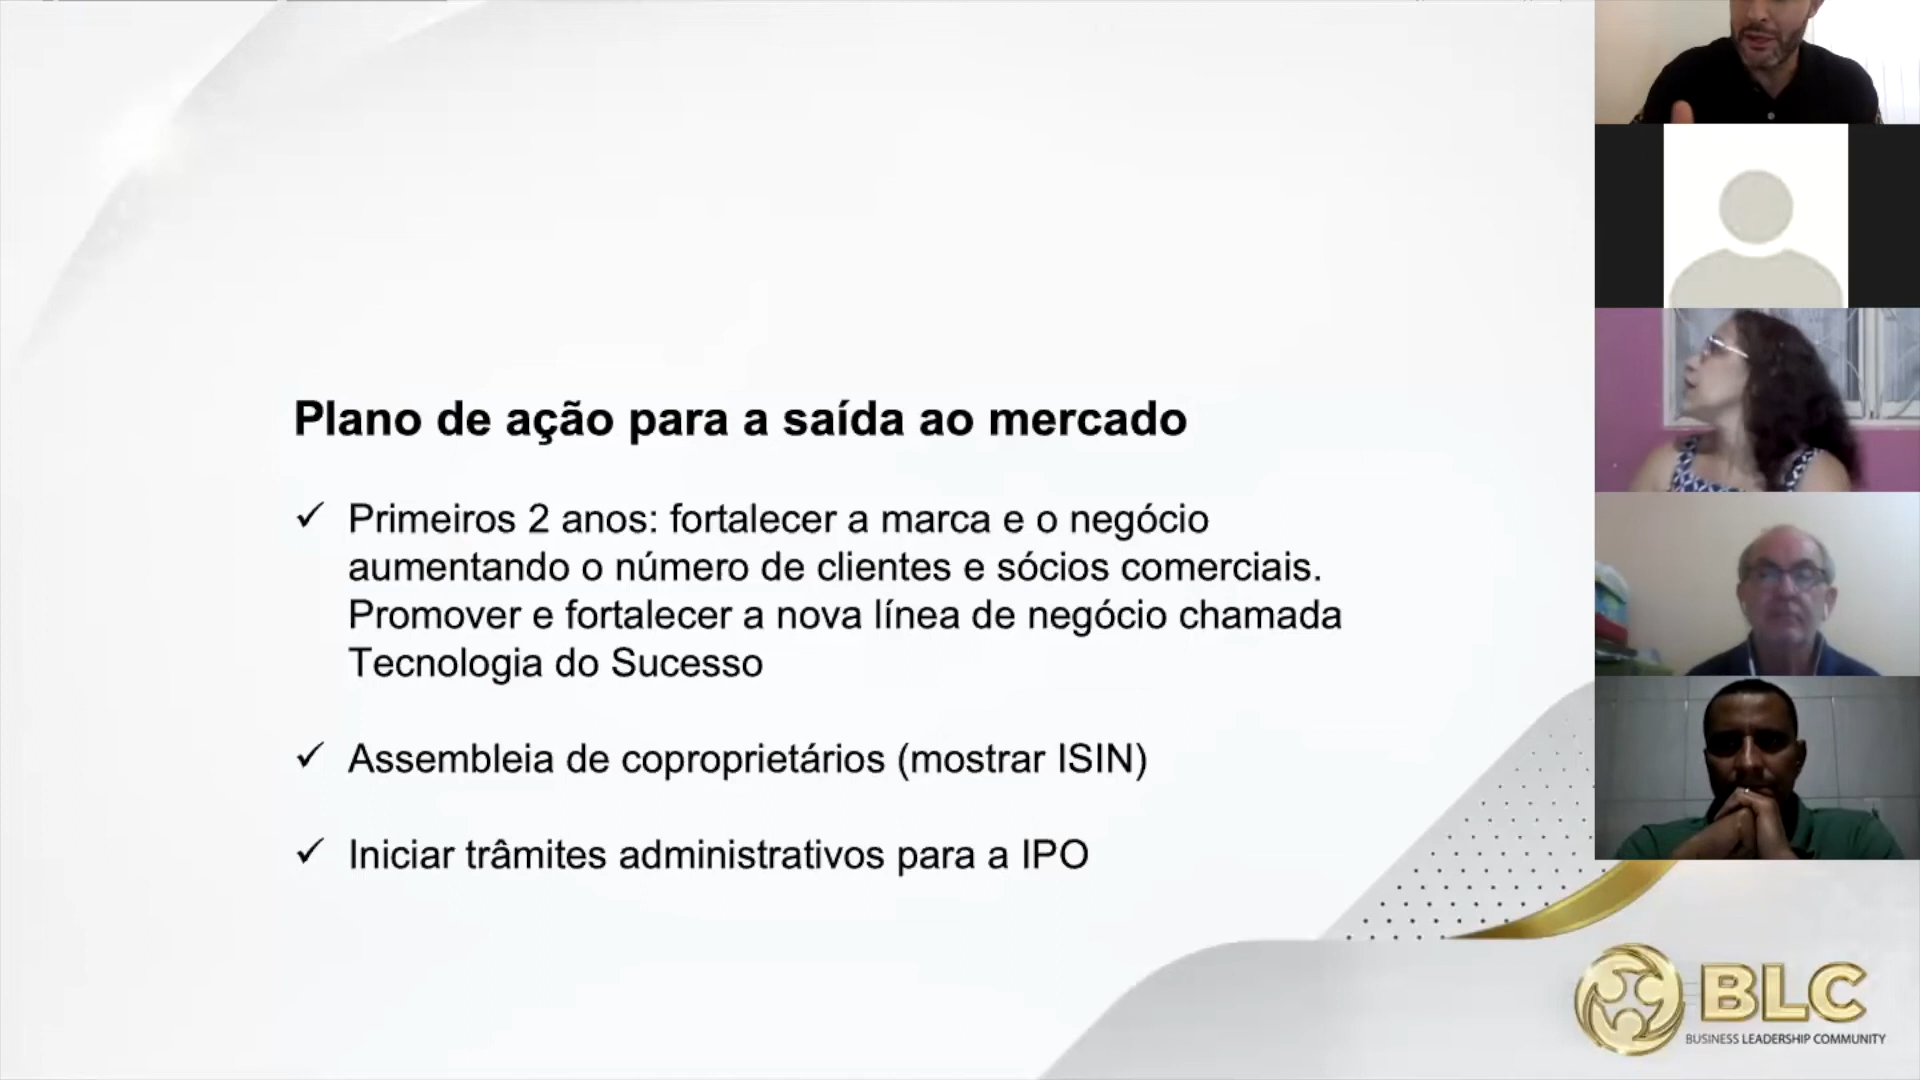 Plano de ação para a saída ao mercado
✓ Primeiros 2 anos: fortalecer a marca e o negócio
aumentando o número de clientes e sócios comerciais.
Promover e fortalecer a nova línea de negócio chamada
Tecnologia do Sucesso
✓ Assembleia de coproprietários (mostrar ISIN)
✓ Iniciar trâmites administrativos para a IPO
BLC
BUSINESS LEADERSHIP COMMUNITY